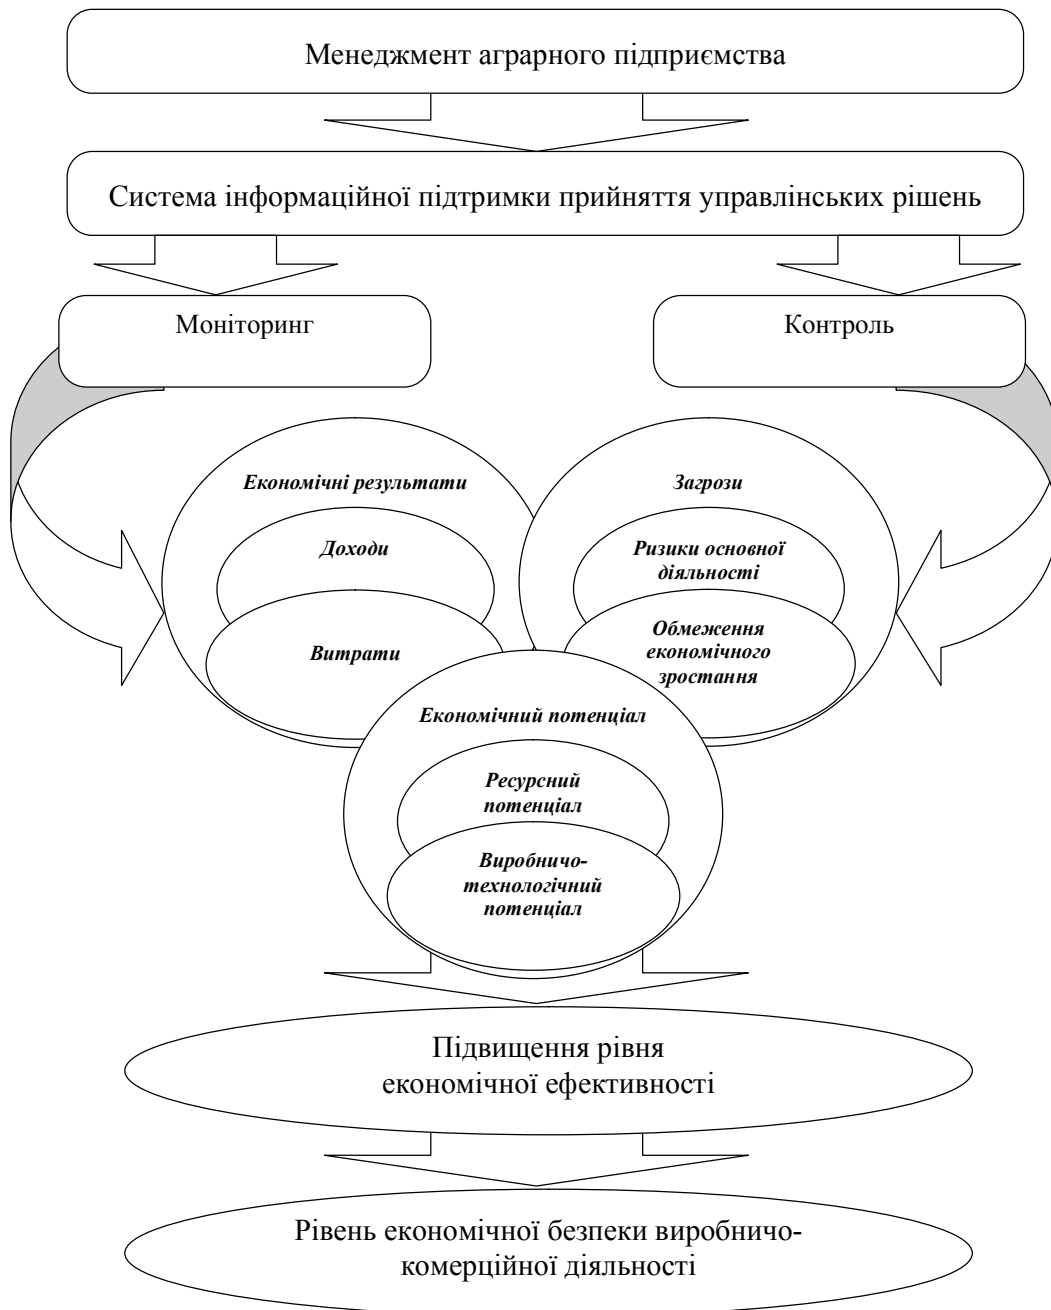 Менеджмент аграрного підприємства
Система інформаційної підтримки прийняття управлінських рішень
Моніторинг
Контроль
Економічні результати
Доходи
Витрати
Загрози
Ризики основної
діяльності
Обмеження
економічного
зростання
Економічний потенціал
Ресурсний
потенціал
Виробничо-
технологічний
потенціал
Підвищення рівня
економічної ефективності
Рівень економічної безпеки виробничо-
комерційної діяльності